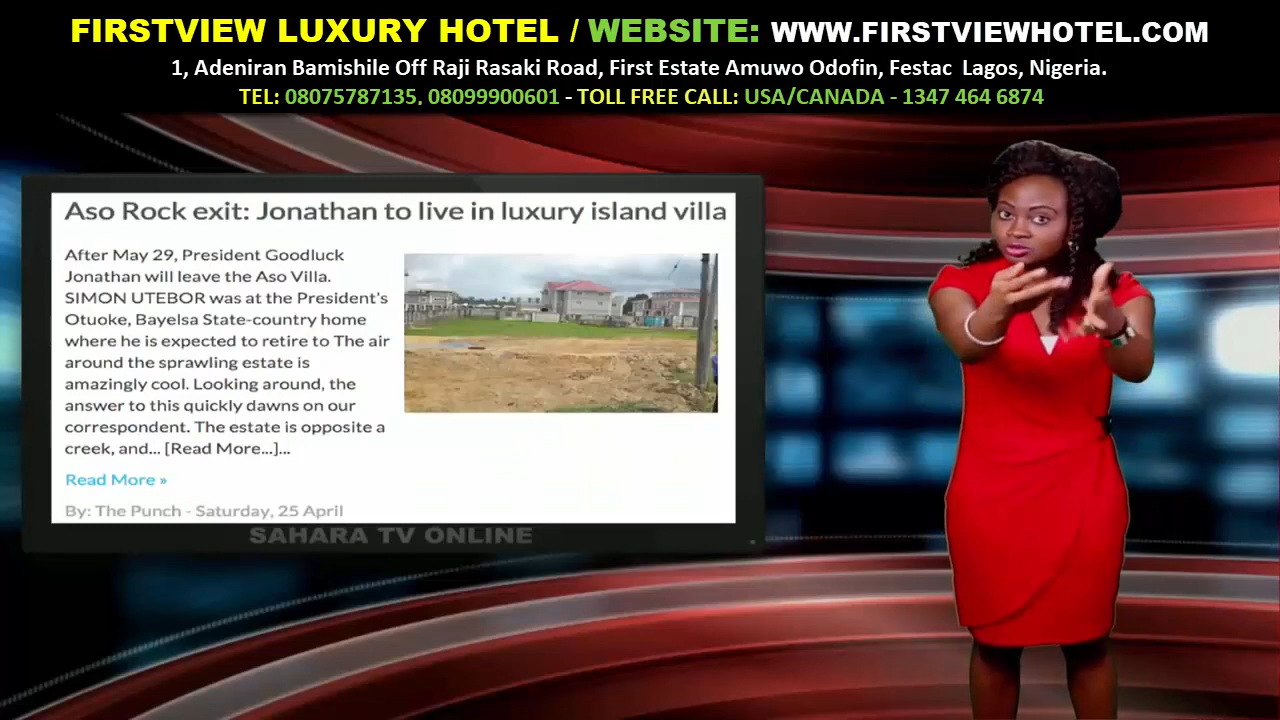 FIRSTVIEW LUXURY HOTEL / WEBSITE: WWW.FIRSTVIEWHOTEL.COM
1, Adeniran Bamishile Off Raji Rasaki Road, First Estate Amuwo Odofin, Festac Lagos, Nigeria.
TEL: 08075787135, 08099900601 - TOLL FREE CALL: USA/CANADA - 1347 464 6874
Aso Rock exit: Jonathan to live in luxury island villa
After May 29, President Goodluck
Jonathan will leave the Aso Villa.
SIMON UTEBOR was at the President's
Otuoke, Bayelsa State-country home
where he is expected to retire to The air
around the sprawling estate is
amazingly cool. Looking around, the
answer to this quickly dawns on our
correspondent. The estate is opposite a
creek, and... [Read More...]...
Read More »
By: The Punch - Saturday, 25 April
SAHARA TV ONLINE